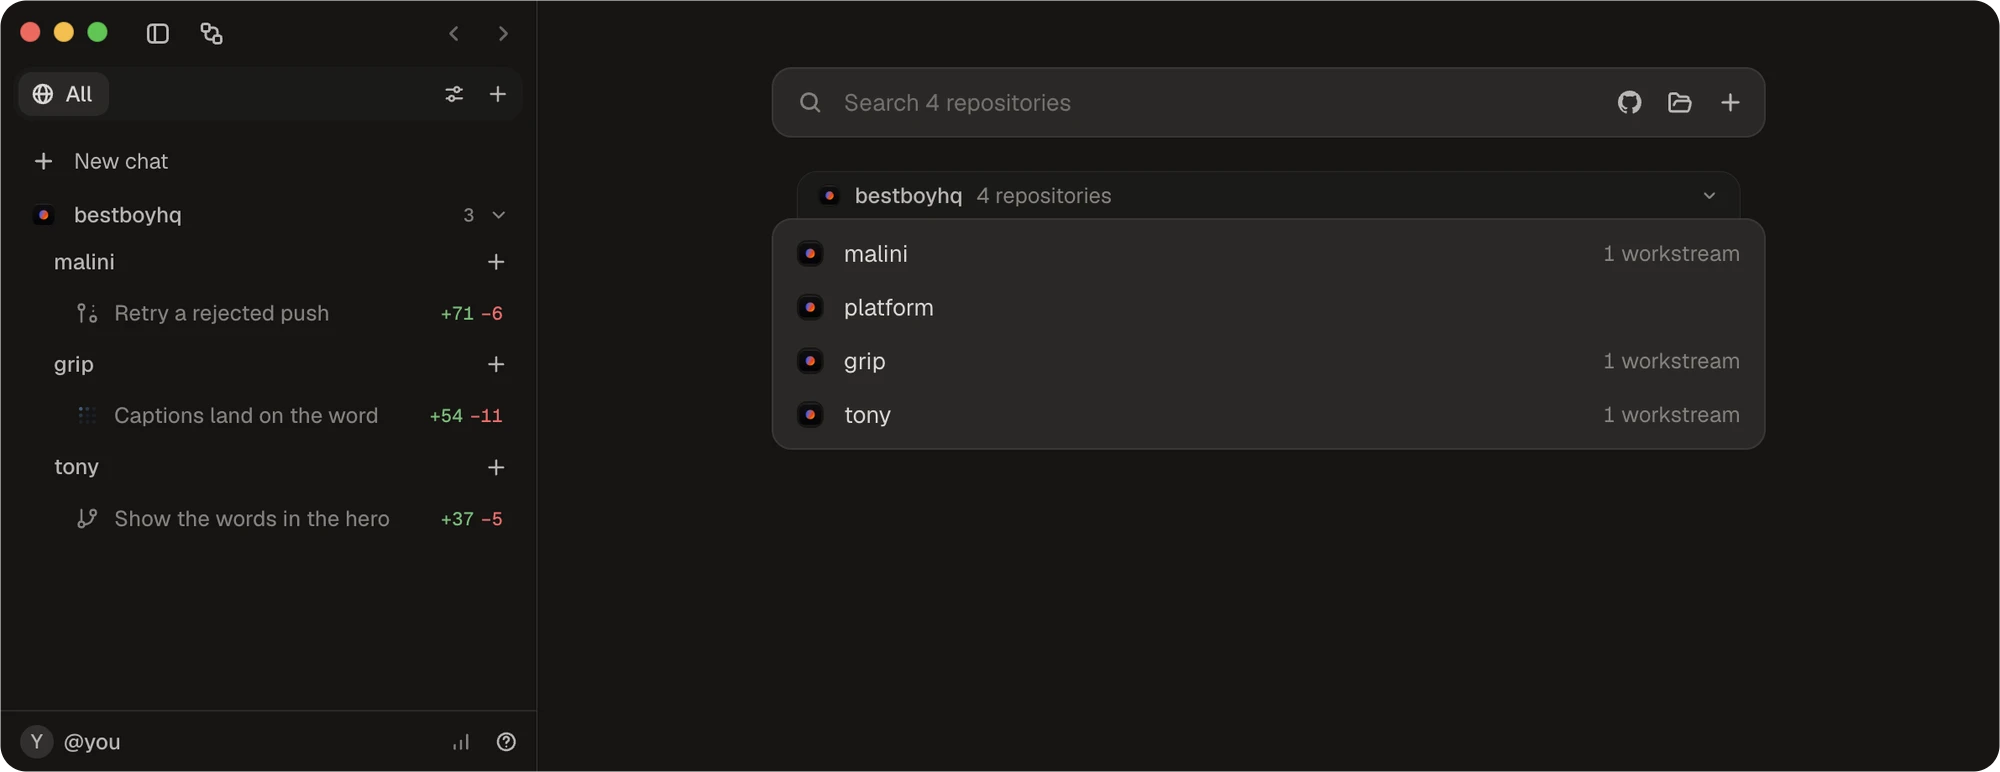 All
New chat
bestboyhq 3
malini
Retry a rejected push +71 −6
grip
Captions land on the word +54 −11
tony
Show the words in the hero +37 −5
Y @you
Search 4 repositories
bestboyhq 4 repositories
malini 1 workstream
platform
grip 1 workstream
tony 1 workstream